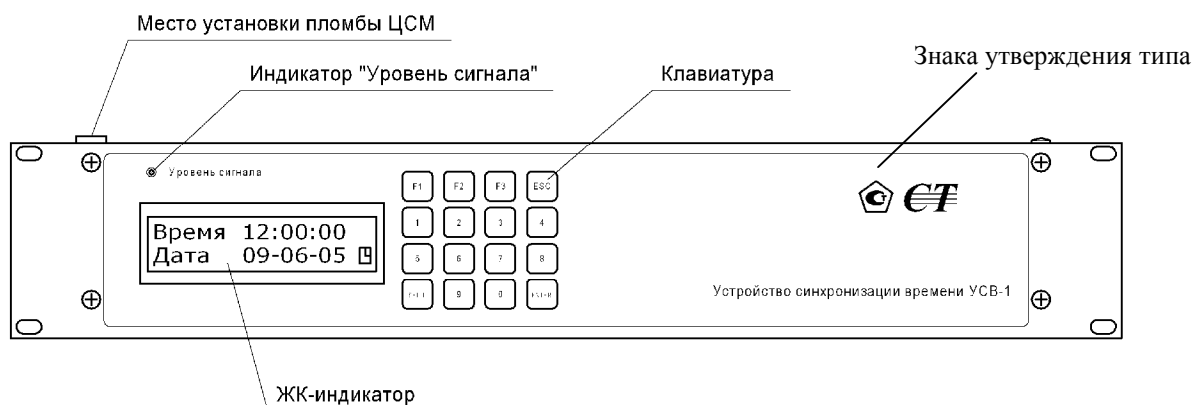 Место установки пломбы ЦСМ
Индикатор "Уровень сигнала"
Клавиатура
Знака утверждения типа
Уровень сигнала
F1 F2 F3 ESC
1 2 3 4
5 6 7 8
9 0 ENTER
Время 12:00:00
Дата 09-06-05
СТ
Устройство синхронизации времени УСВ-1
ЖК-индикатор